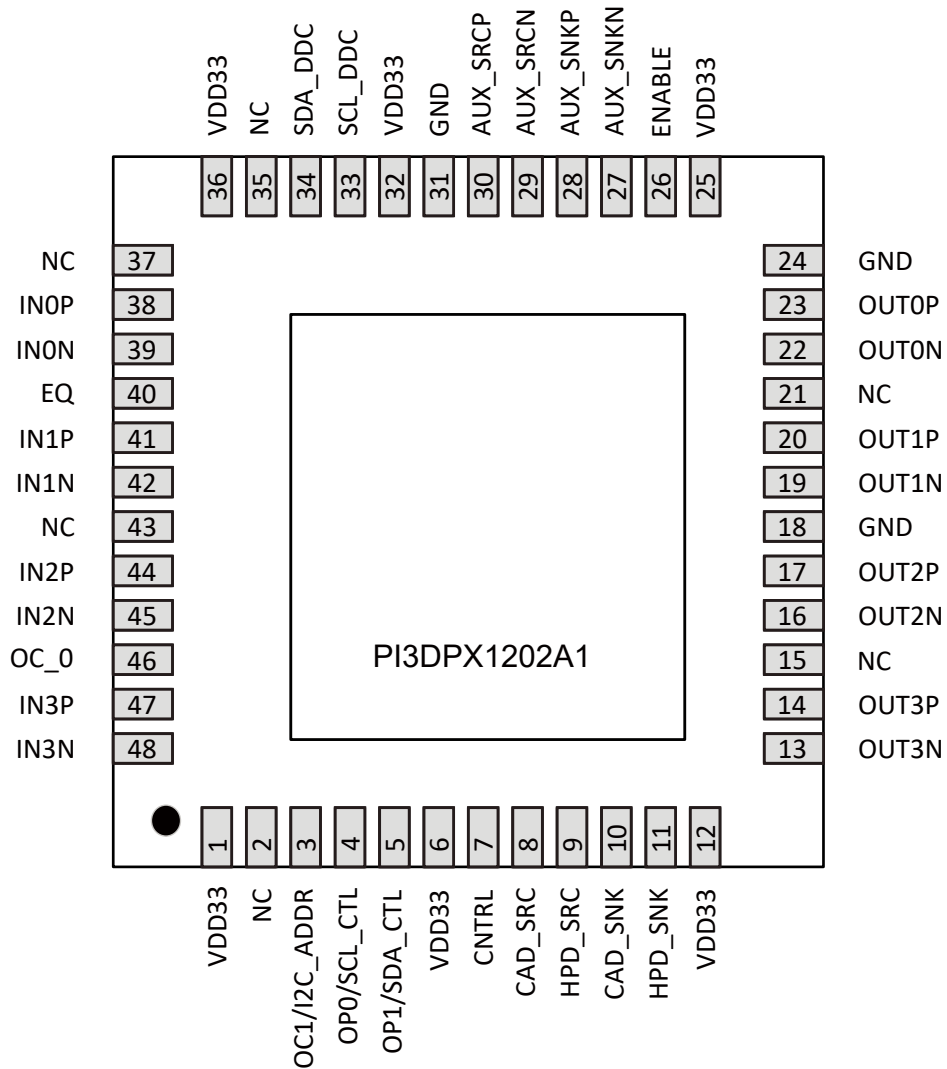 VDD33
NC
SDA_DDC
SCL_DDC
VDD33
GND
AUX_SRCP
AUX_SRCN
AUX_SNKP
AUX_SNKN
ENABLE
VDD33
36
35
34
33
32
31
30
29
28
27
26
25
NC 37
IN0P 38
IN0N 39
EQ 40
IN1P 41
IN1N 42
NC 43
IN2P 44
IN2N 45
OC_0 46
IN3P 47
IN3N 48
24 GND
23 OUT0P
22 OUT0N
21 NC
20 OUT1P
19 OUT1N
18 GND
17 OUT2P
16 OUT2N
15 NC
14 OUT3P
13 OUT3N
PI3DPX1202A1
1
2
3
4
5
6
7
8
9
10
11
12
VDD33
NC
OC1/I2C_ADDR
OP0/SCL_CTL
OP1/SDA_CTL
VDD33
CNTRL
CAD_SRC
HPD_SRC
CAD_SNK
HPD_SNK
VDD33